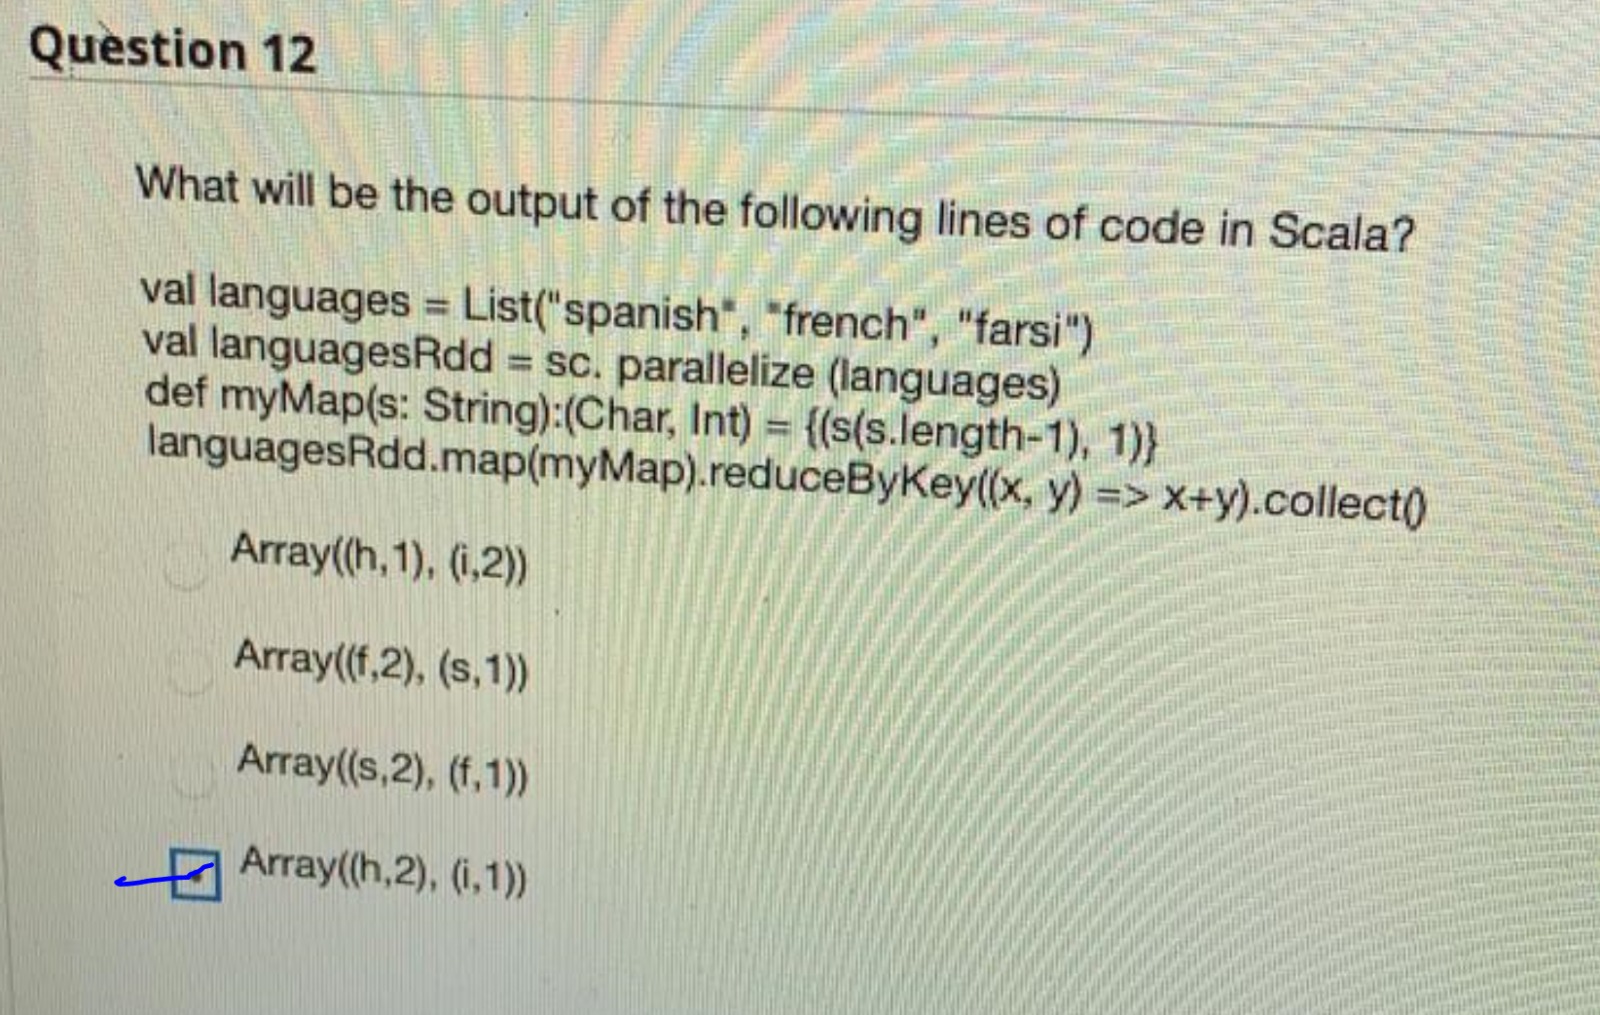 Question 12
What will be the output of the following lines of code in Scala?
val languages = List("spanish", "french", "farsi")
val languagesRdd = sc. parallelize (languages)
def myMap(s: String):(Char, Int) = {(s(s.length-1), 1)}
languagesRdd.map(myMap).reduceByKey((x, y) => x+y).collect()
Array((h,1), (i,2))
Array((f,2), (s,1))
Array((s,2), (f,1))
Array((h,2), (i,1))